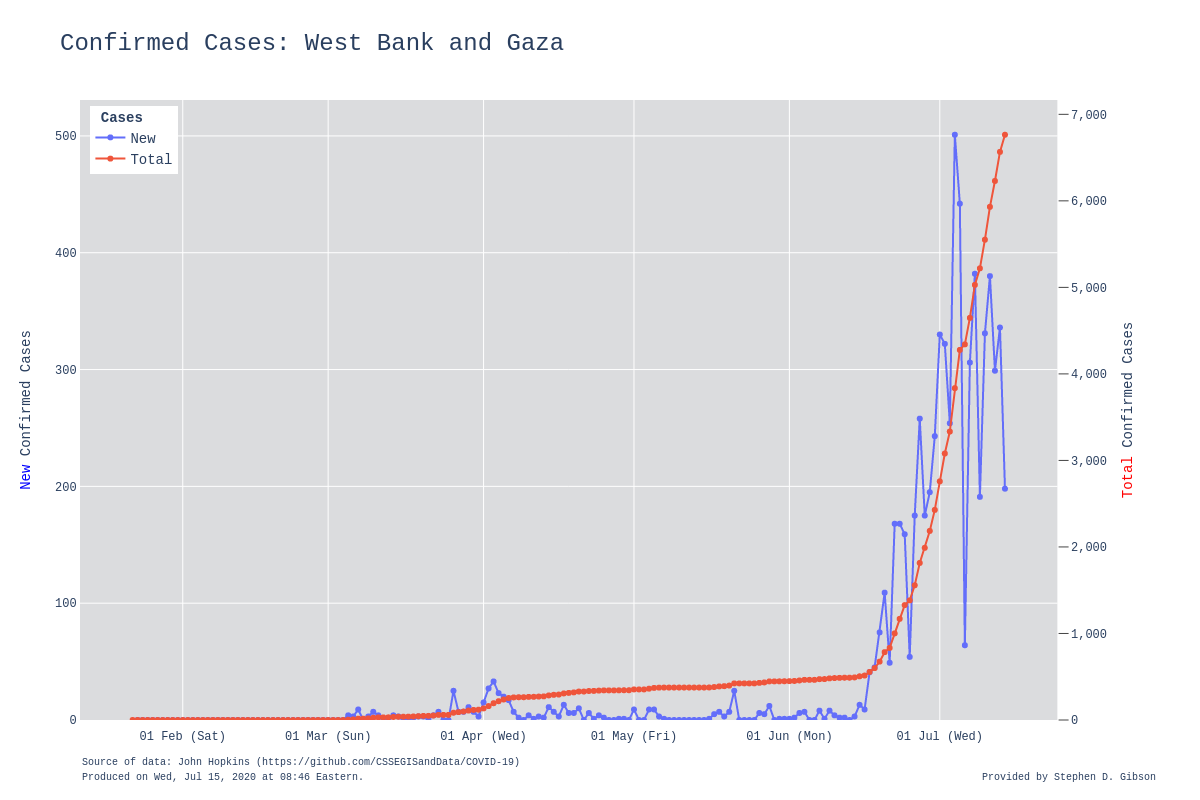 Confirmed Cases: West Bank and Gaza
Cases
New
Total
500
400
300
200
100
0
New Confirmed Cases
7,000
6,000
5,000
4,000
3,000
2,000
1,000
0
Total Confirmed Cases
01 Feb (Sat) 01 Mar (Sun) 01 Apr (Wed) 01 May (Fri) 01 Jun (Mon) 01 Jul (Wed)
Source of data: John Hopkins (https://github.com/CSSEGISandData/COVID-19)
Produced on Wed, Jul 15, 2020 at 08:46 Eastern.
Provided by Stephen D. Gibson